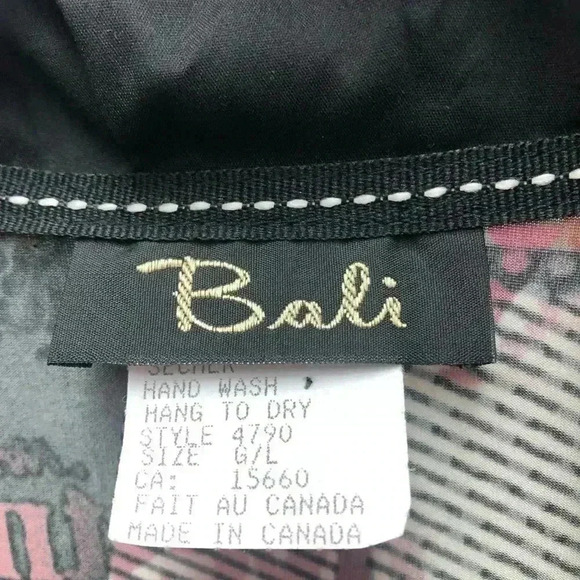 Bali
SECHER
HAND WASH
HANG TO DRY
STYLE 4790
SIZE G/L
CA: 15660
FAIT AU CANADA
MADE IN CANADA